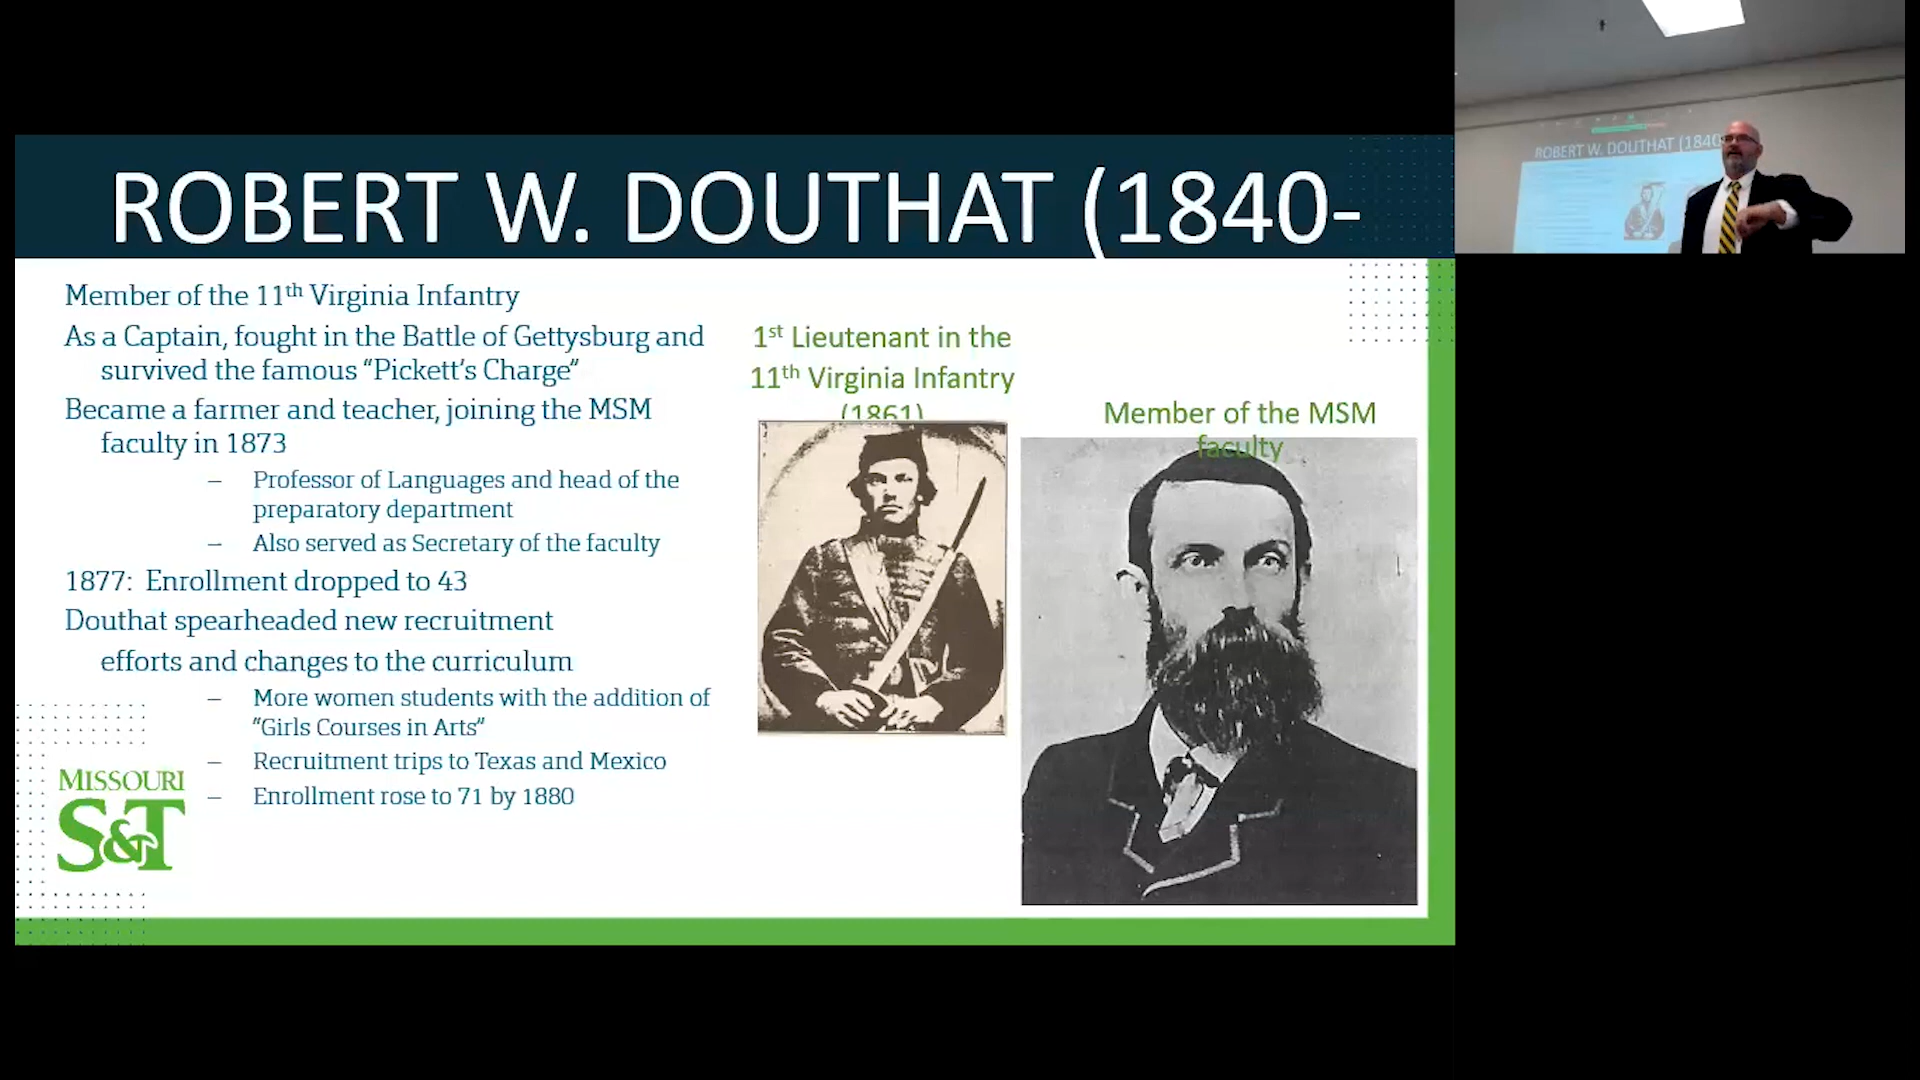 ROBERT W. DOUTHAT (1840-
Member of the 11th Virginia Infantry
As a Captain, fought in the Battle of Gettysburg and
survived the famous “Pickett’s Charge”
Became a farmer and teacher, joining the MSM
faculty in 1873
– Professor of Languages and head of the
preparatory department
– Also served as Secretary of the faculty
1877: Enrollment dropped to 43
Douthat spearheaded new recruitment
efforts and changes to the curriculum
– More women students with the addition of
“Girls Courses in Arts”
– Recruitment trips to Texas and Mexico
– Enrollment rose to 71 by 1880
1st Lieutenant in the
11th Virginia Infantry
(1861)
Member of the MSM
faculty
MISSOURI
S&T
ROBERT W. DOUTHAT (1840